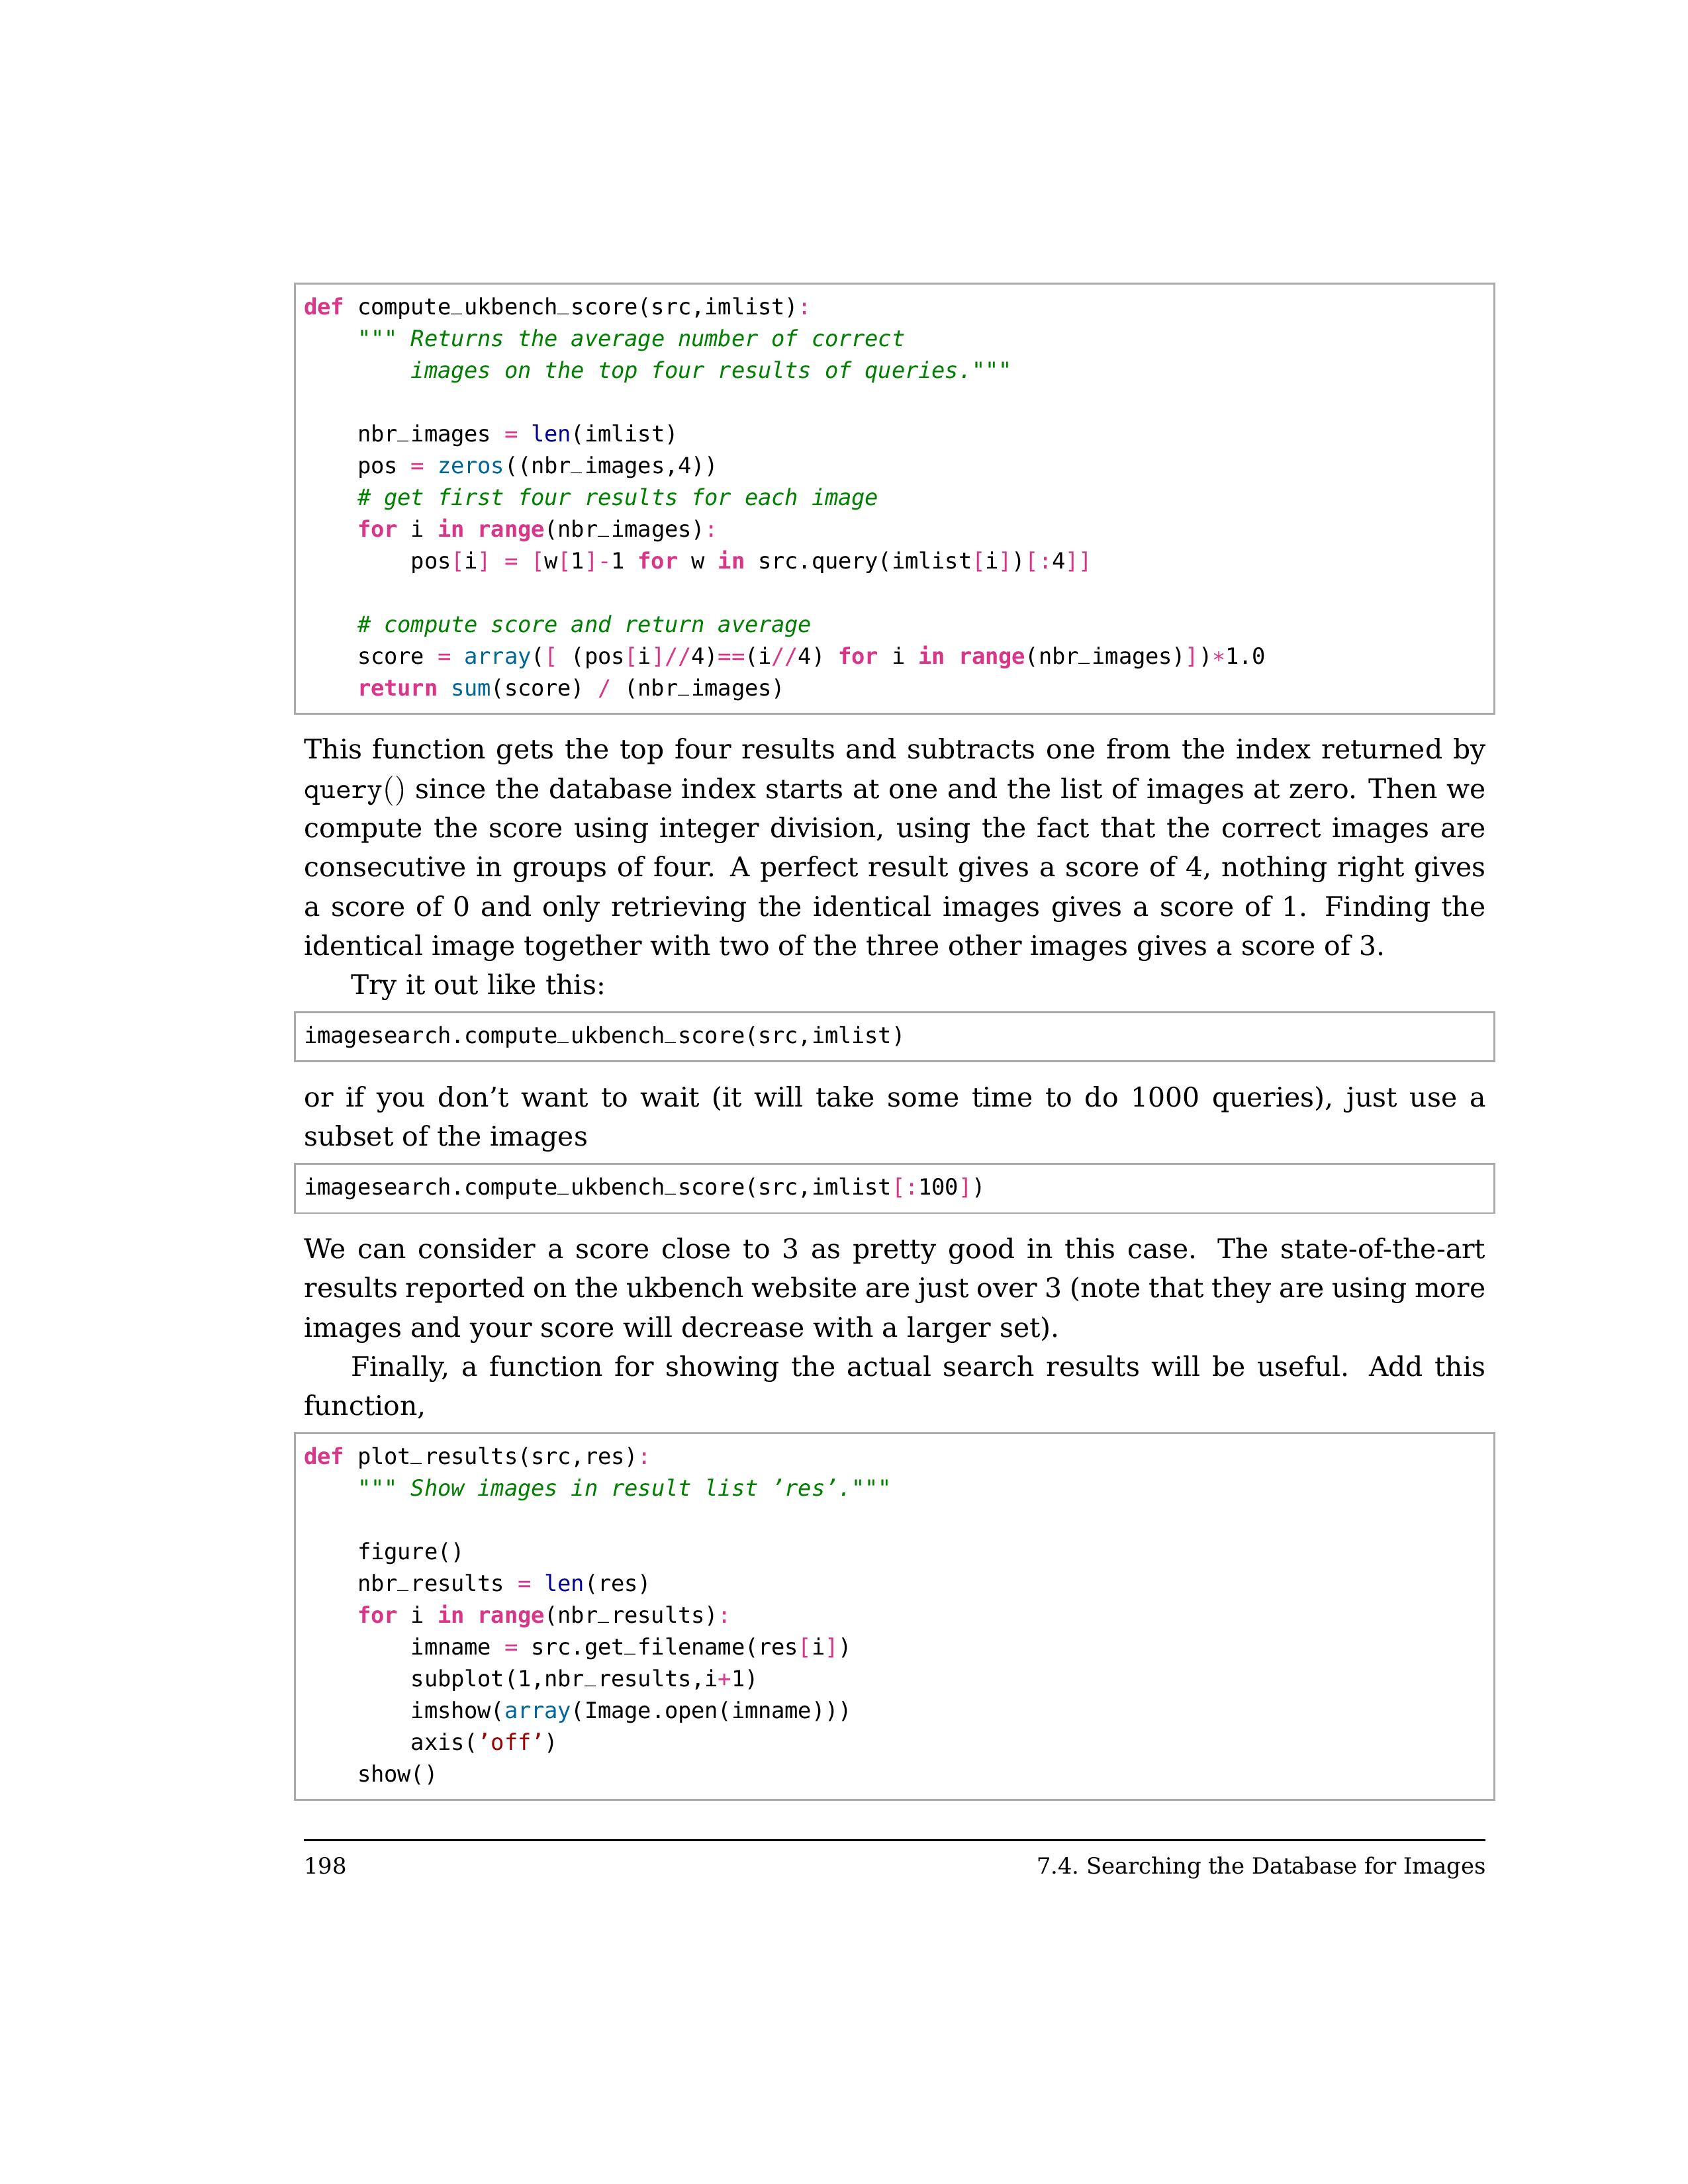 def compute_ukbench_score(src,imlist):
    """ Returns the average number of correct
        images on the top four results of queries."""

    nbr_images = len(imlist)
    pos = zeros((nbr_images,4))
    # get first four results for each image
    for i in range(nbr_images):
        pos[i] = [w[1]-1 for w in src.query(imlist[i])[:4]]

    # compute score and return average
    score = array([ (pos[i]//4)==(i//4) for i in range(nbr_images)])*1.0
    return sum(score) / (nbr_images)
This function gets the top four results and subtracts one from the index returned by
query() since the database index starts at one and the list of images at zero. Then we
compute the score using integer division, using the fact that the correct images are
consecutive in groups of four. A perfect result gives a score of 4, nothing right gives
a score of 0 and only retrieving the identical images gives a score of 1. Finding the
identical image together with two of the three other images gives a score of 3.
Try it out like this:
imagesearch.compute_ukbench_score(src,imlist)
or if you don’t want to wait (it will take some time to do 1000 queries), just use a
subset of the images
imagesearch.compute_ukbench_score(src,imlist[:100])
We can consider a score close to 3 as pretty good in this case. The state-of-the-art
results reported on the ukbench website are just over 3 (note that they are using more
images and your score will decrease with a larger set).
Finally, a function for showing the actual search results will be useful. Add this
function,
def plot_results(src,res):
    """ Show images in result list ’res’."""

    figure()
    nbr_results = len(res)
    for i in range(nbr_results):
        imname = src.get_filename(res[i])
        subplot(1,nbr_results,i+1)
        imshow(array(Image.open(imname)))
        axis(’off’)
    show()
198 7.4. Searching the Database for Images